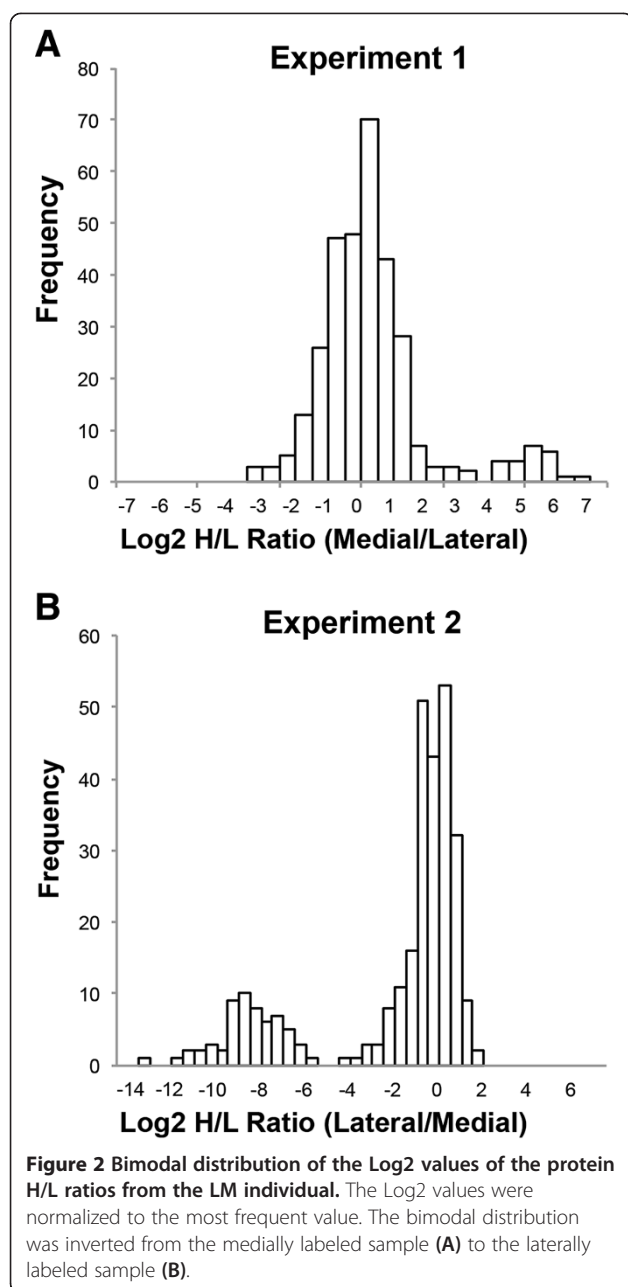 A
Experiment 1
80
70
60
50
40
30
20
10
0
Frequency
-7 -6 -5 -4 -3 -2 -1 0 1 2 3 4 5 6 7
Log2 H/L Ratio (Medial/Lateral)
B
Experiment 2
60
50
40
30
20
10
0
Frequency
-14 -12 -10 -8 -6 -4 -2 0 2 4 6
Log2 H/L Ratio (Lateral/Medial)
Figure 2 Bimodal distribution of the Log2 values of the protein
H/L ratios from the LM individual. The Log2 values were
normalized to the most frequent value. The bimodal distribution
was inverted from the medially labeled sample (A) to the laterally
labeled sample (B).